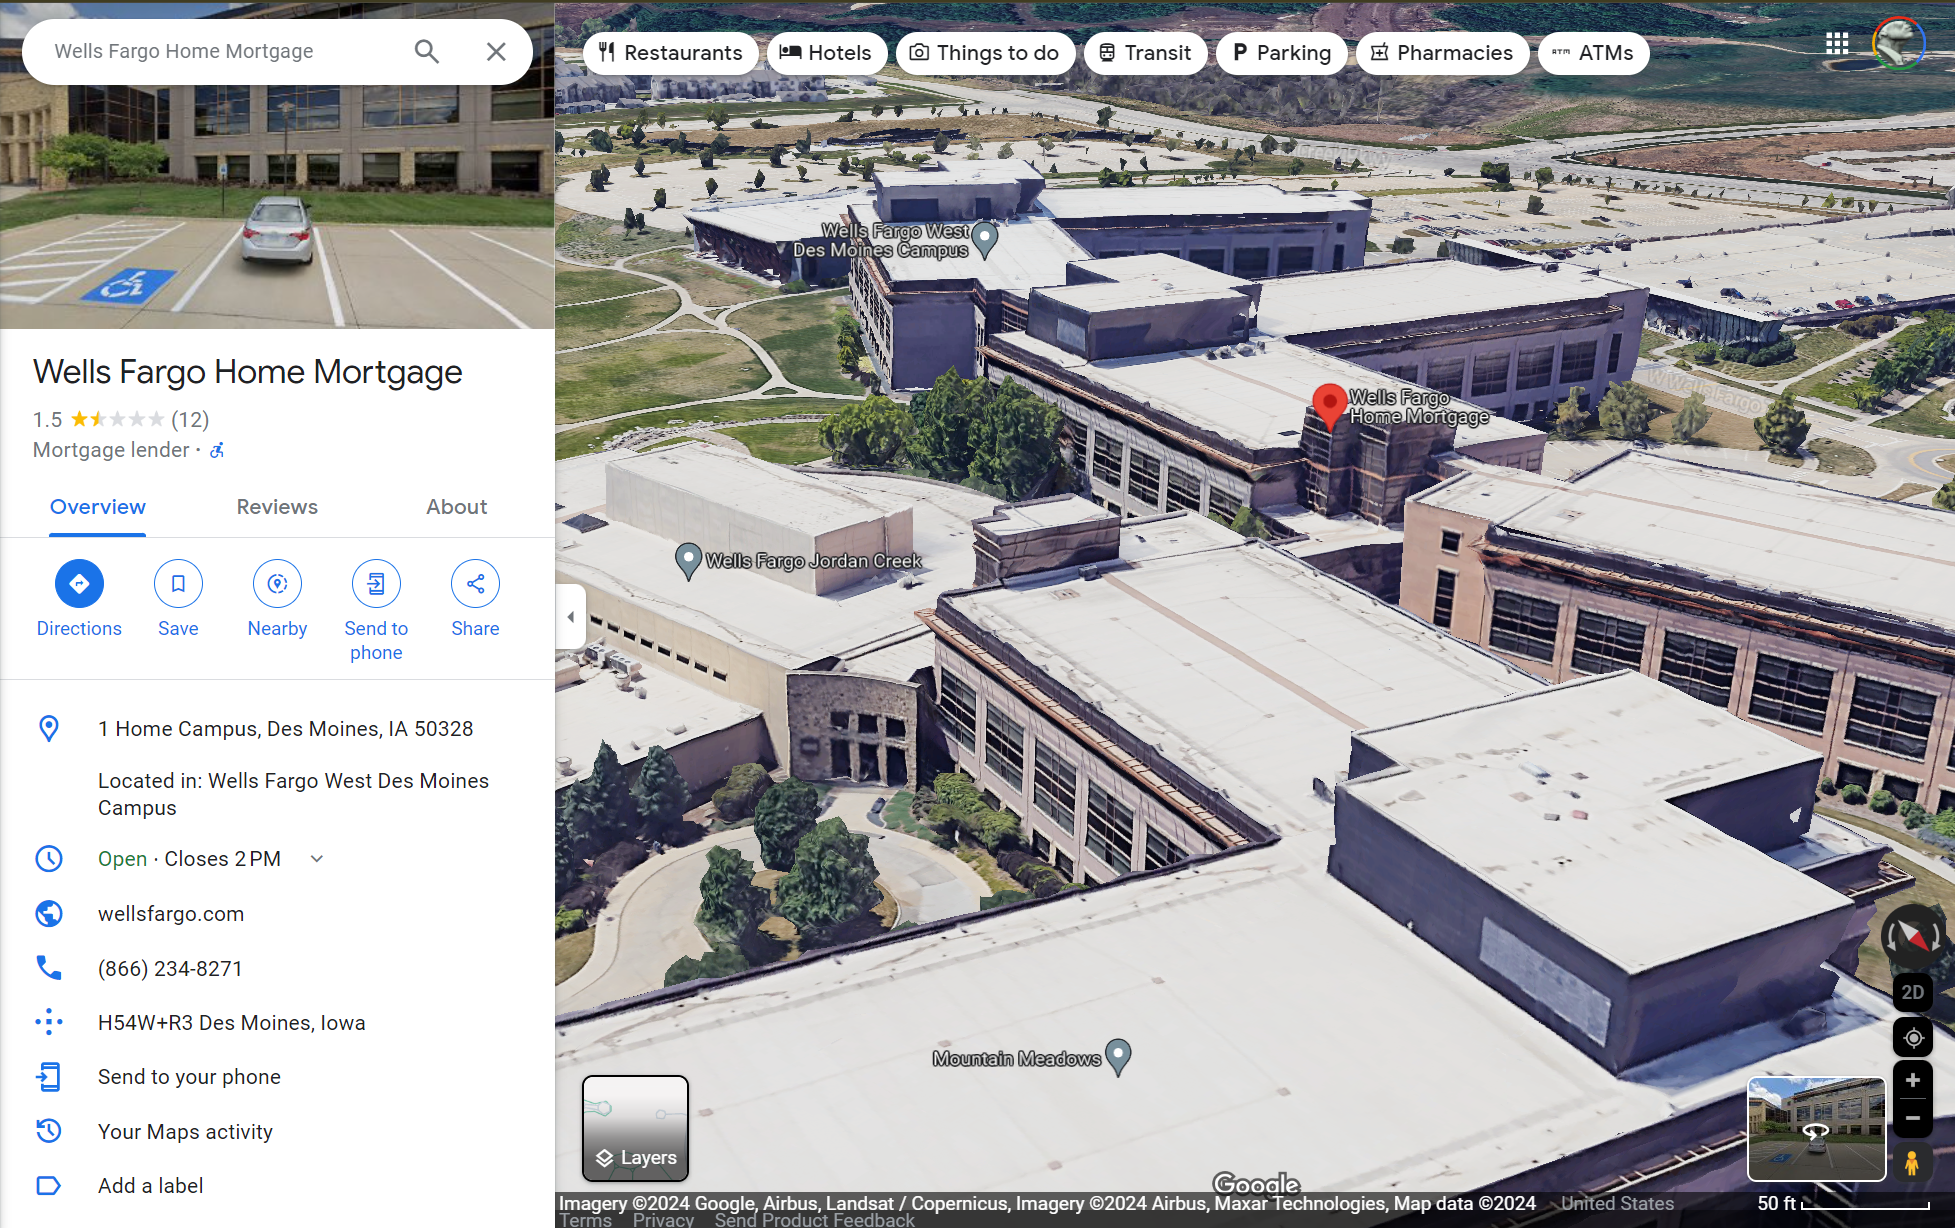 Wells Fargo Home Mortgage
Restaurants
Hotels
Things to do
Transit
P Parking
Pharmacies
ATM ATMs
Wells Fargo Home Mortgage
1.5 (12)
Mortgage lender ·
Overview
Reviews
About
Directions
Save
Nearby
Send to
phone
Share
1 Home Campus, Des Moines, IA 50328
Located in: Wells Fargo West Des Moines
Campus
Open · Closes 2 PM
wellsfargo.com
(866) 234-8271
H54W+R3 Des Moines, Iowa
Send to your phone
Your Maps activity
Add a label
Wells Fargo West
Des Moines Campus
Wells Fargo
Home Mortgage
W Wells Fargo
Wells Fargo Jordan Creek
Mountain Meadows
2D
Layers
Google
Imagery ©2024 Google, Airbus, Landsat / Copernicus, Imagery ©2024 Airbus, Maxar Technologies, Map data ©2024
United States
50 ft
Terms
Privacy
Send Product Feedback